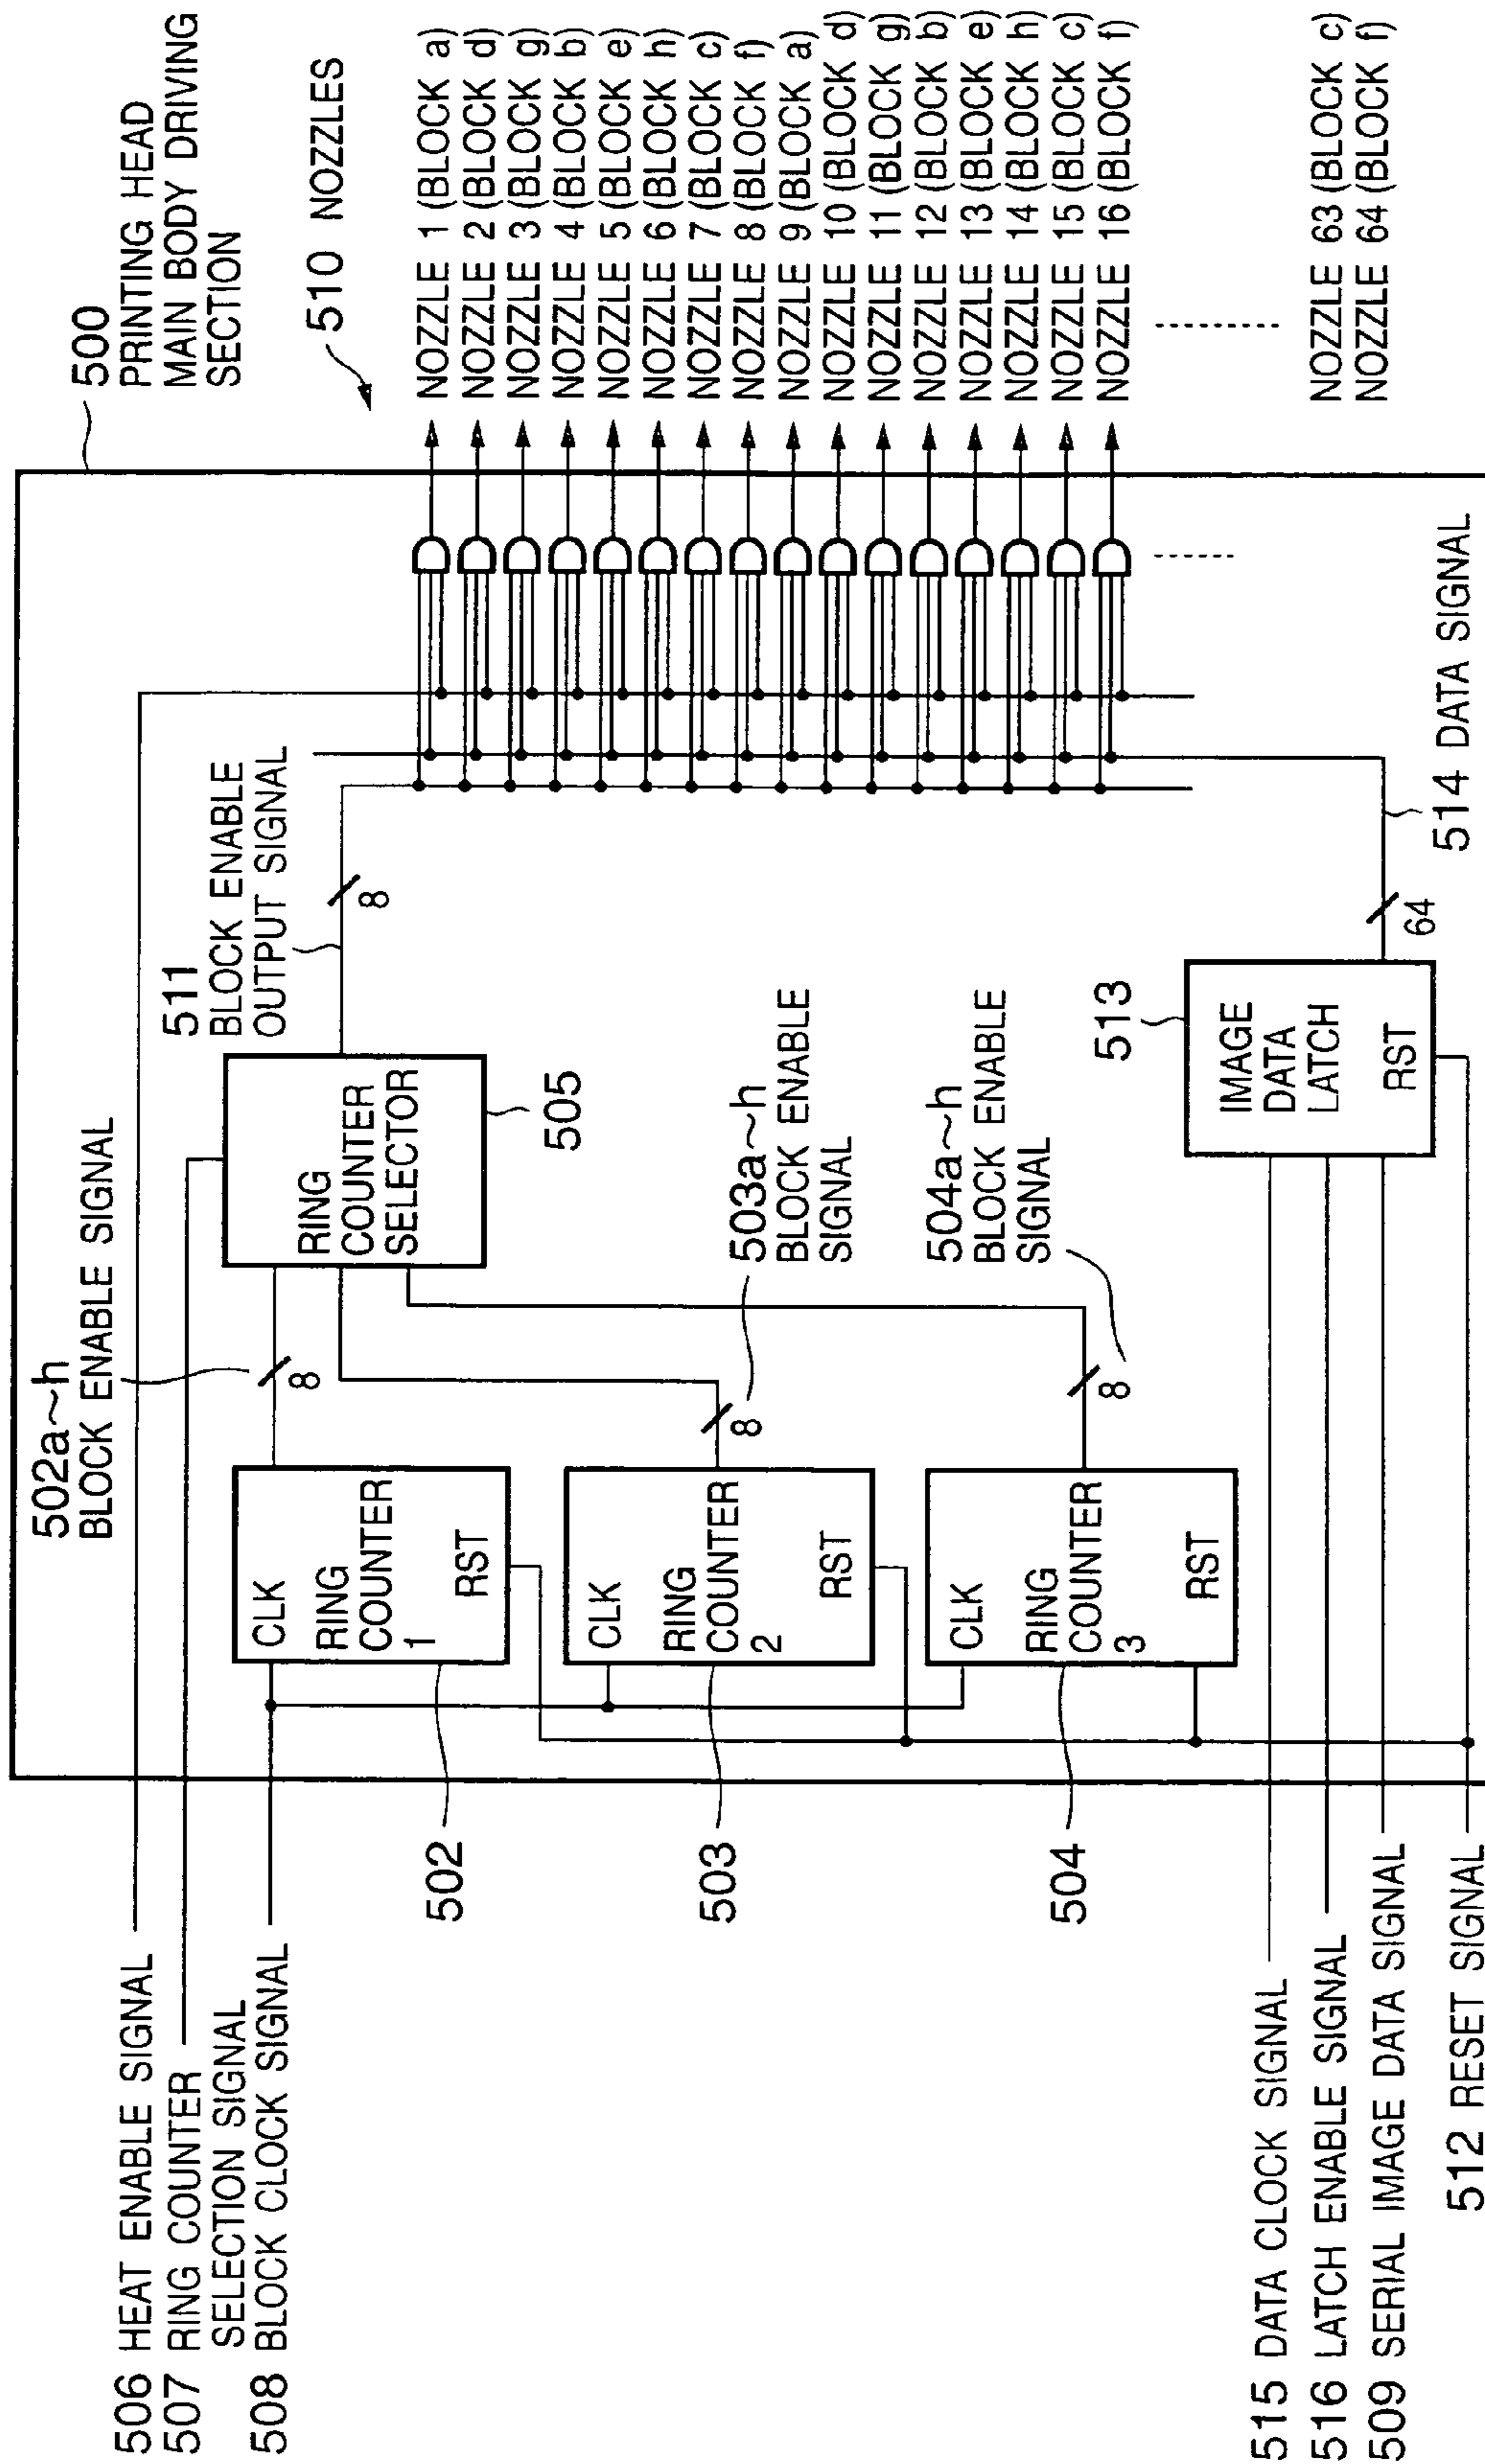 500
PRINTING HEAD
MAIN BODY DRIVING
SECTION
510 NOZZLES
506 HEAT ENABLE SIGNAL
507 RING COUNTER
SELECTION SIGNAL
508 BLOCK CLOCK SIGNAL
502a~h
BLOCK ENABLE SIGNAL
8
511
BLOCK ENABLE
OUTPUT SIGNAL
8
CLK
RING
COUNTER
1
RST
502
RING
COUNTER
SELECTOR
505
CLK
RING
COUNTER
2
RST
503
8
503a~h
BLOCK ENABLE
SIGNAL
CLK
RING
COUNTER
3
RST
504
8
504a~h
BLOCK ENABLE
SIGNAL
NOZZLE 1 (BLOCK a)
NOZZLE 2 (BLOCK d)
NOZZLE 3 (BLOCK g)
NOZZLE 4 (BLOCK b)
NOZZLE 5 (BLOCK e)
NOZZLE 6 (BLOCK h)
NOZZLE 7 (BLOCK c)
NOZZLE 8 (BLOCK f)
NOZZLE 9 (BLOCK a)
NOZZLE 10 (BLOCK d)
NOZZLE 11 (BLOCK g)
NOZZLE 12 (BLOCK b)
NOZZLE 13 (BLOCK e)
NOZZLE 14 (BLOCK h)
NOZZLE 15 (BLOCK c)
NOZZLE 16 (BLOCK f)
NOZZLE 63 (BLOCK c)
NOZZLE 64 (BLOCK f)
513
IMAGE
DATA
LATCH
RST
64
514 DATA SIGNAL
515 DATA CLOCK SIGNAL
516 LATCH ENABLE SIGNAL
509 SERIAL IMAGE DATA SIGNAL
512 RESET SIGNAL